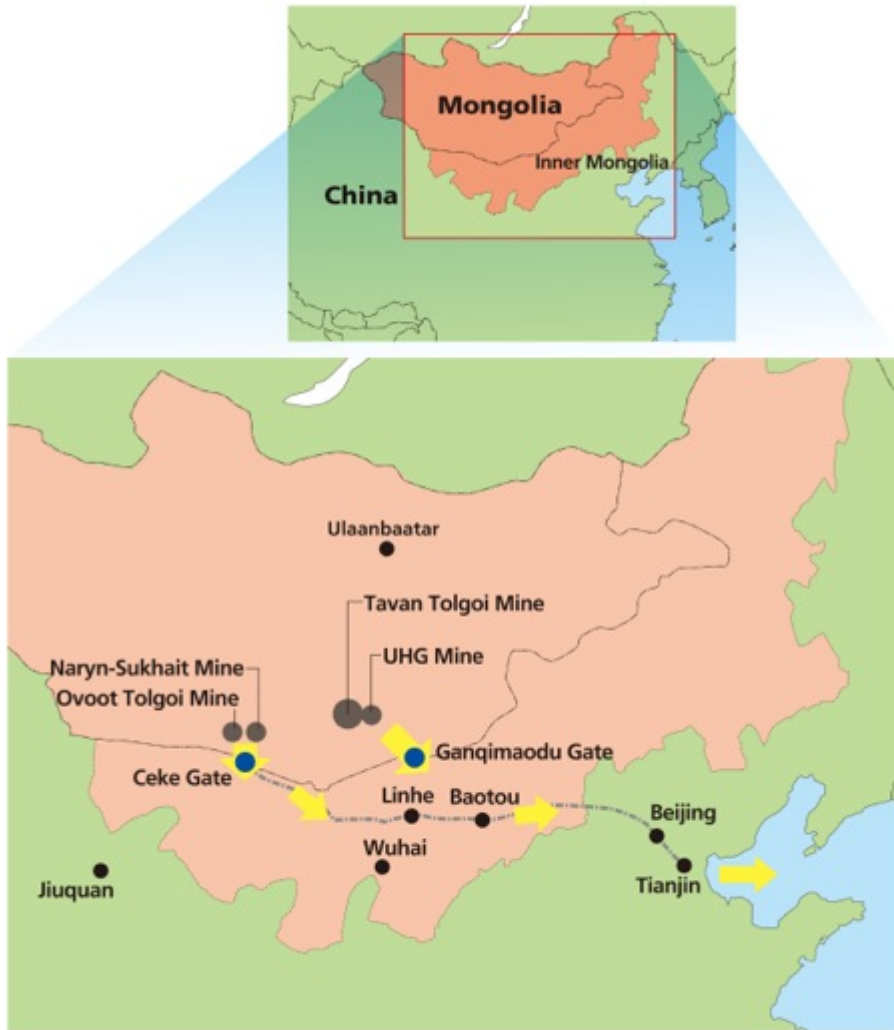 Mongolia
Inner Mongolia
China
Ulaanbaatar
Tavan Tolgoi Mine
UHG Mine
Naryn-Sukhait Mine
Ovoot Tolgoi Mine
Ganqimaodu Gate
Ceke Gate
Linhe
Baotou
Beijing
Wuhai
Tianjin
Jiuquan